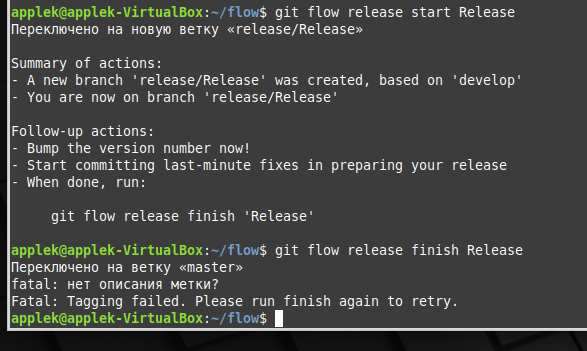 applek@applek-VirtualBox:~/flow$ git flow release start Release
Переключено на новую ветку «release/Release»
Summary of actions:
- A new branch 'release/Release' was created, based on 'develop'
- You are now on branch 'release/Release'
Follow-up actions:
- Bump the version number now!
- Start committing last-minute fixes in preparing your release
- When done, run:
git flow release finish 'Release'
applek@applek-VirtualBox:~/flow$ git flow release finish Release
Переключено на ветку «master»
fatal: нет описания метки?
Fatal: Tagging failed. Please run finish again to retry.
applek@applek-VirtualBox:~/flow$